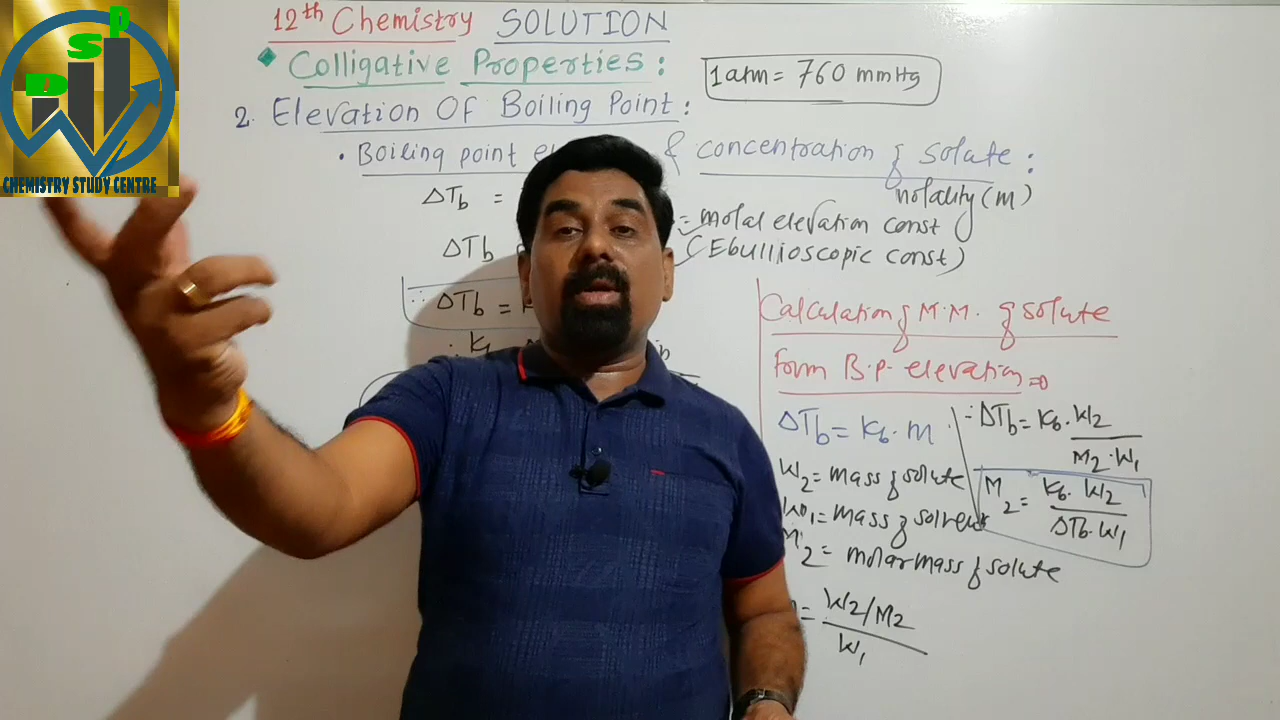 DSP
CHEMISTRY STUDY CENTRE
12th Chemistry SOLUTION
Colligative Properties:
1 atm = 760 mmHg
2. Elevation Of Boiling Point:
• Boiling point & concentration of solute:
ΔTb =
molality (m)
= molal elevation const
ΔTb
(Ebullioscopic const)
∴ ΔTb = K
Calculation of M.M. of solute
form B.P. elevation ⇒
ΔTb = Kb · m
∴ ΔTb = Kb · W2 / M2 · W1
W2 = mass of solute
W1 = mass of solvent
M2 = molar mass of solute
M2 = Kb · W2 / ΔTb · W1
= W2/M2
W1